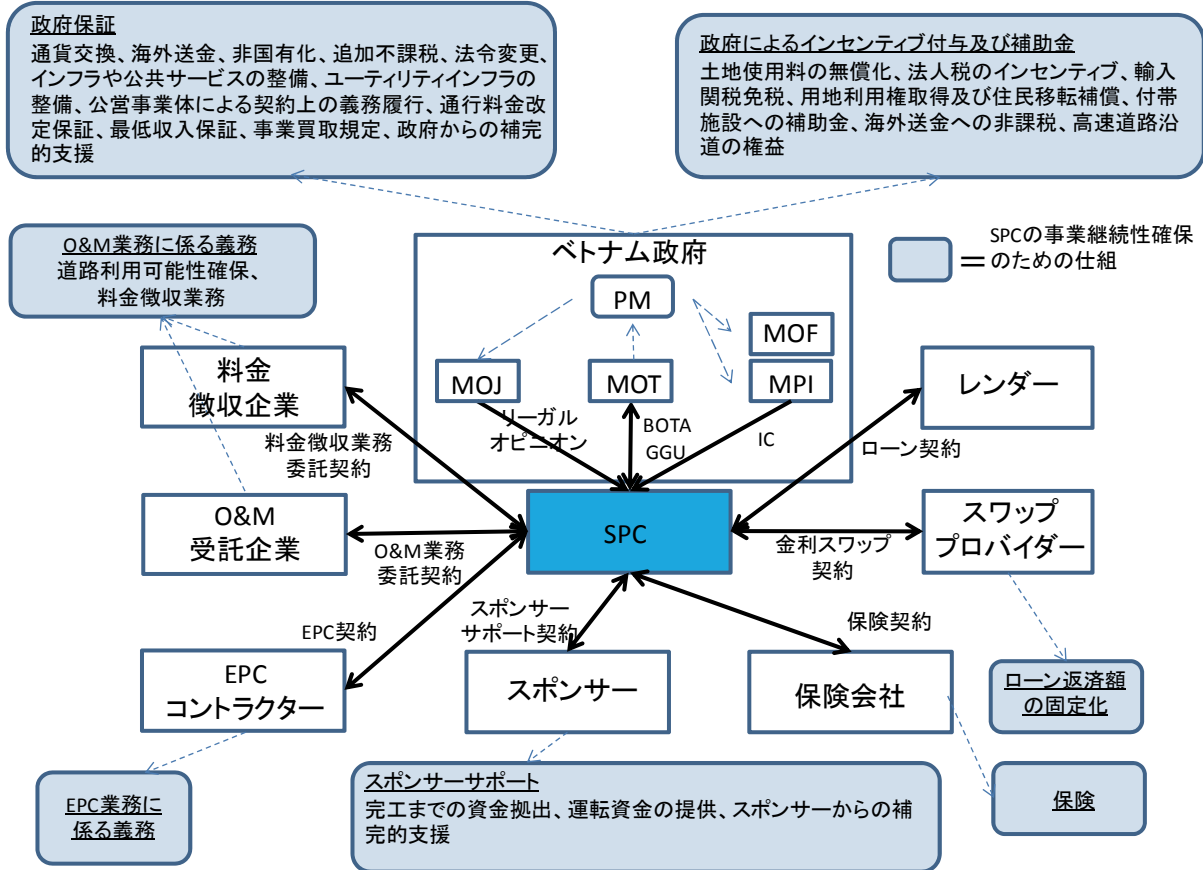 政府保証
通貨交換、海外送金、非国有化、追加不課税、法令変更、
インフラや公共サービスの整備、ユーティリティインフラの
整備、公営事業体による契約上の義務履行、通行料金改
定保証、最低収入保証、事業買取規定、政府からの補完
的支援
政府によるインセンティブ付与及び補助金
土地使用料の無償化、法人税のインセンティブ、輸入
関税免税、用地利用権取得及び住民移転補償、付帯
施設への補助金、海外送金への非課税、高速道路沿
道の権益
O&M業務に係る義務
道路利用可能性確保、
料金徴収業務
ベトナム政府
PM
MOF
MOJ
MOT
MPI
=
SPCの事業継続性確保
のための仕組
料金
徴収企業
レンダー
リーガル
オピニオン
BOTA
GGU
IC
料金徴収業務
委託契約
ローン契約
O&M
受託企業
SPC
スワップ
プロバイダー
O&M業務
委託契約
金利スワップ
契約
EPC契約
スポンサー
サポート契約
保険契約
EPC
コントラクター
スポンサー
保険会社
ローン返済額
の固定化
EPC業務に
係る義務
スポンサーサポート
完工までの資金拠出、運転資金の提供、スポンサーからの補
完的支援
保険